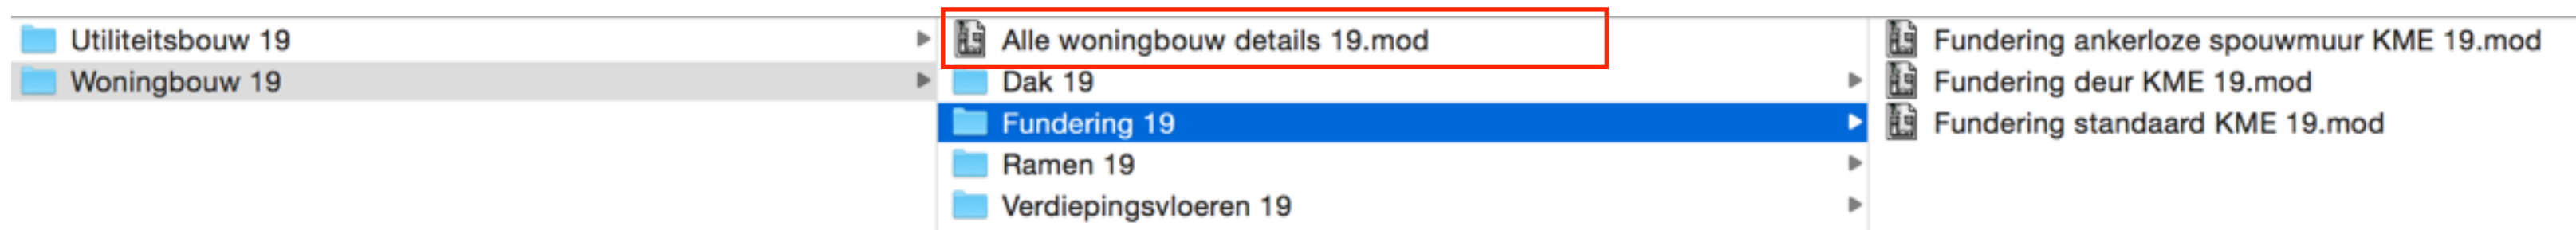 Utiliteitsbouw 19
Woningbouw 19
Alle woningbouw details 19.mod
Dak 19
Fundering 19
Ramen 19
Verdiepingsvloeren 19
Fundering ankerloze spouwmuur KME 19.mod
Fundering deur KME 19.mod
Fundering standaard KME 19.mod